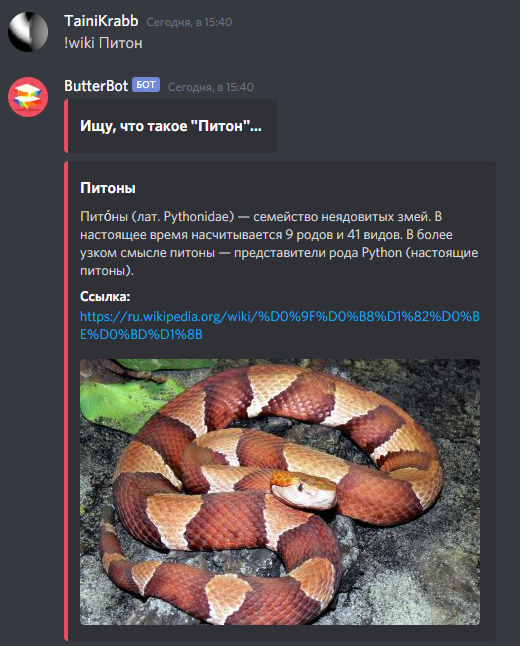 TainiKrabb Сегодня, в 15:40
!wiki Питон
ButterBot БОТ Сегодня, в 15:40
Ищу, что такое "Питон"...
Питоны
Пито́ны (лат. Pythonidae) — семейство неядовитых змей. В
настоящее время насчитывается 9 родов и 41 видов. В более
узком смысле питоны — представители рода Python (настоящие
питоны).
Ссылка:
https://ru.wikipedia.org/wiki/%D0%9F%D0%B8%D1%82%D0%B
E%D0%BD%D1%8B